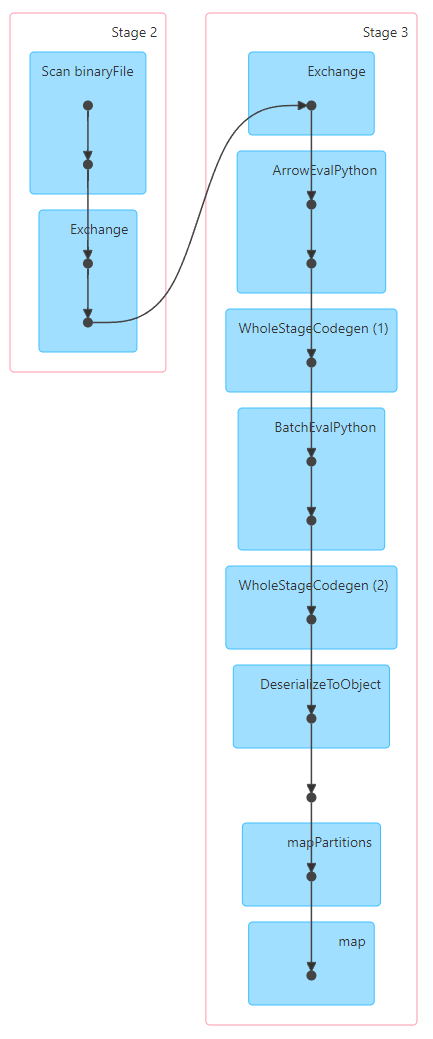 Stage 2
Scan binaryFile
Exchange
Stage 3
Exchange
ArrowEvalPython
WholeStageCodegen (1)
BatchEvalPython
WholeStageCodegen (2)
DeserializeToObject
mapPartitions
map